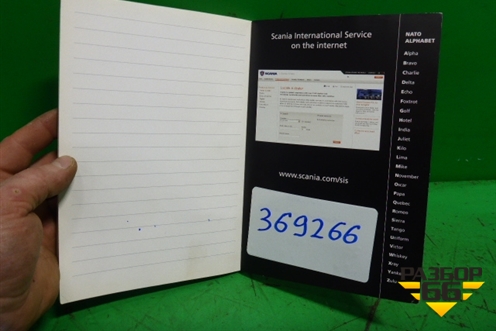 Scania International Service
on the internet
www.scania.com/sis
369266
NATO
ALPHABET
Alpha
Bravo
Charlie
Delta
Echo
Foxtrot
Golf
Hotel
India
Juliet
Kilo
Lima
Mike
November
Oscar
Papa
Quebec
Romeo
Sierra
Tango
Uniform
Victor
Whiskey
Xray
РАЗБОР
66